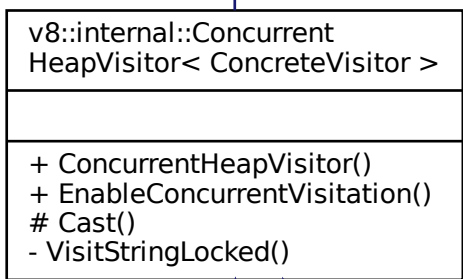 v8::internal::Concurrent
HeapVisitor< ConcreteVisitor >
+ ConcurrentHeapVisitor()
+ EnableConcurrentVisitation()
# Cast()
- VisitStringLocked()